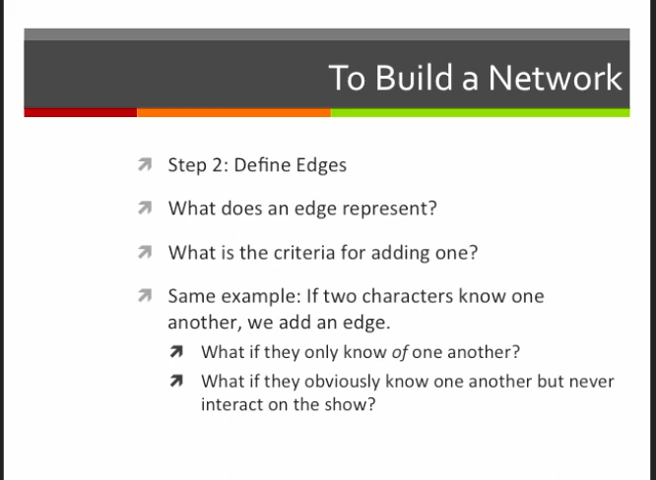 To Build a Network
Step 2: Define Edges
What does an edge represent?
What is the criteria for adding one?
Same example: If two characters know one
another, we add an edge.
What if they only know of one another?
What if they obviously know one another but never
interact on the show?